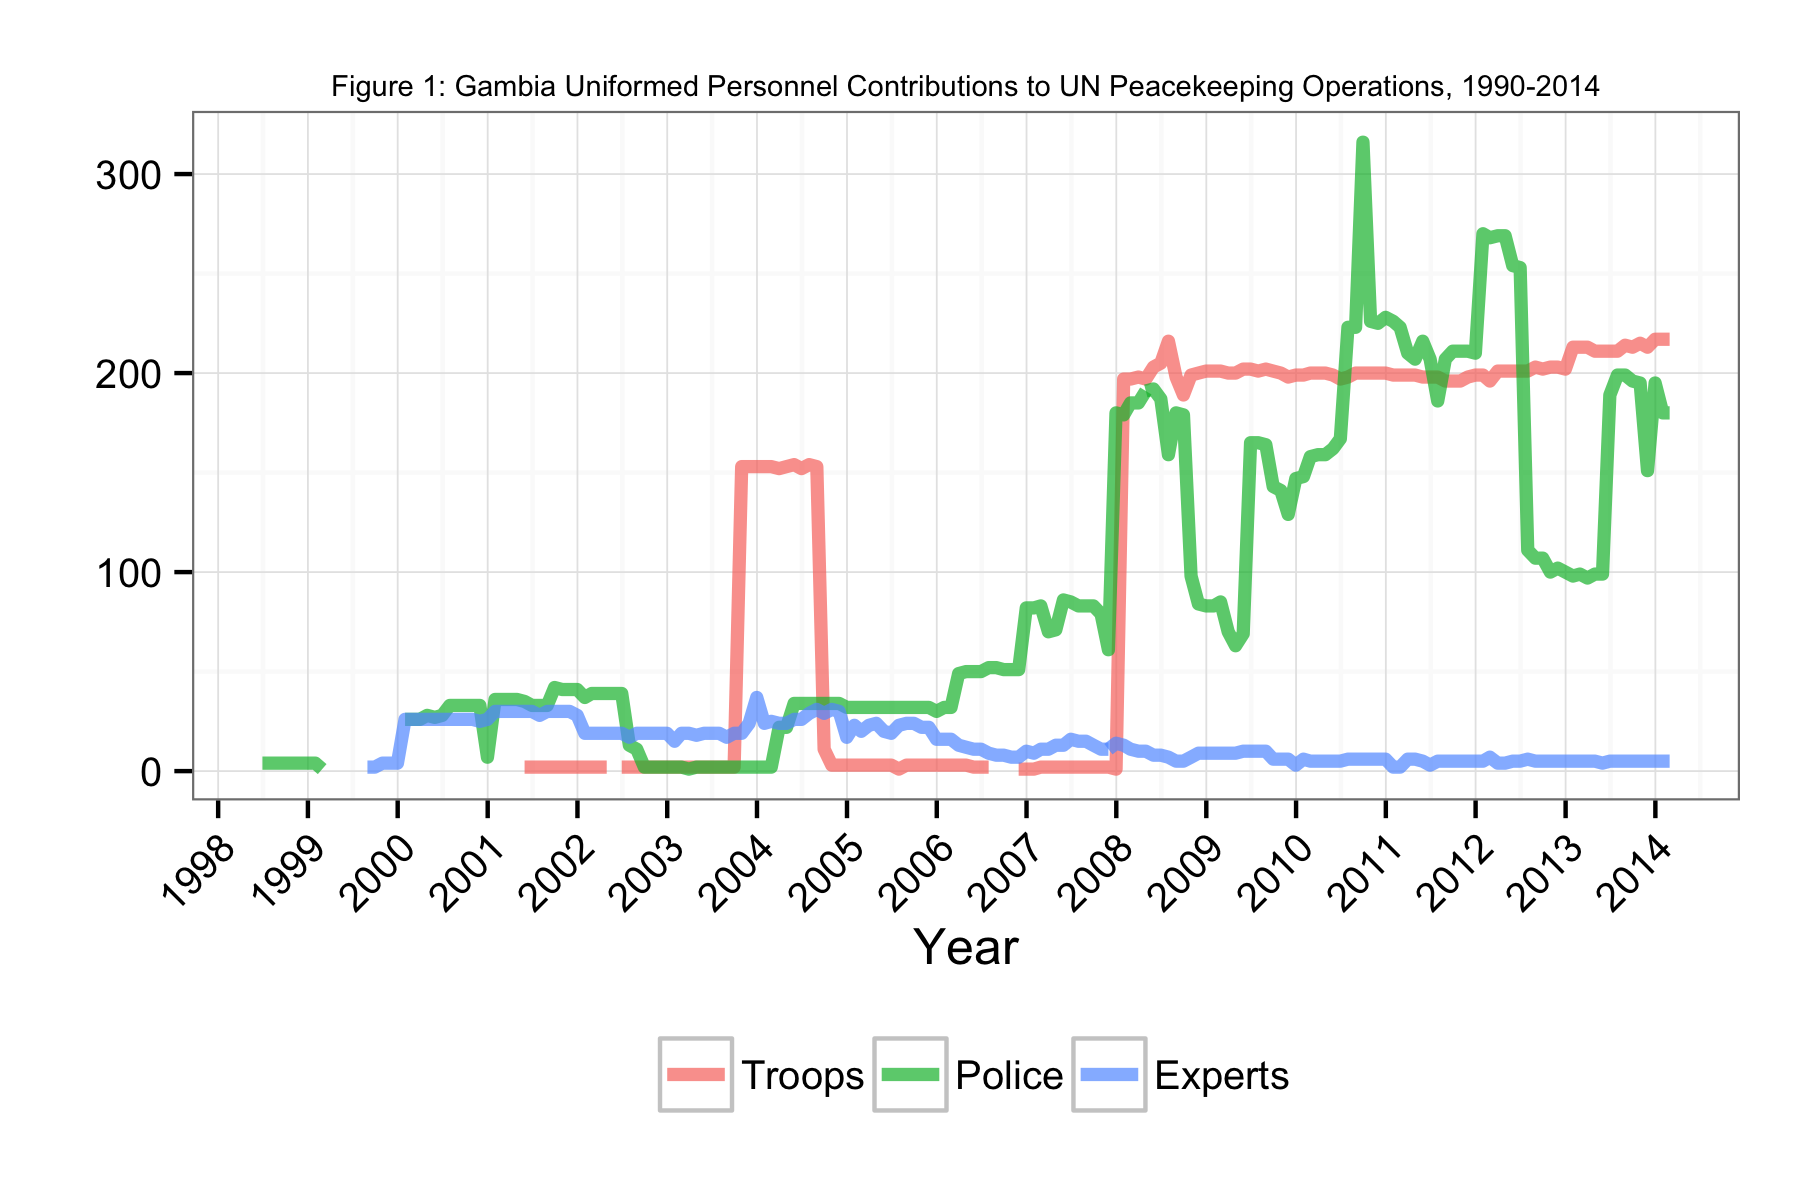 Figure 1: Gambia Uniformed Personnel Contributions to UN Peacekeeping Operations, 1990-2014
300
200
100
0
1998 1999 2000 2001 2002 2003 2004 2005 2006 2007 2008 2009 2010 2011 2012 2013 2014
Year
Troops Police Experts